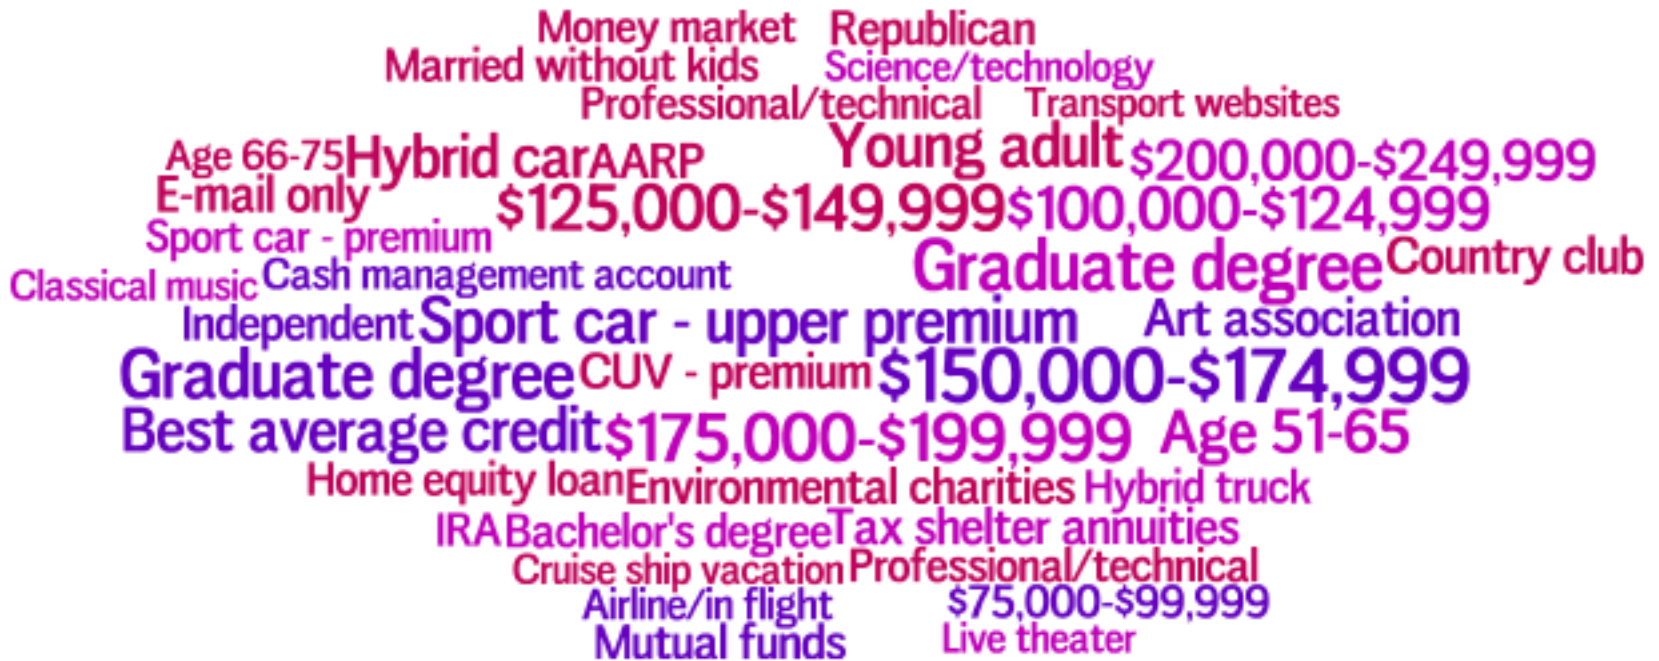 Money market Republican
Married without kids Science/technology
Professional/technical Transport websites
Age 66-75 Hybrid car AARP Young adult $200,000-$249,999
E-mail only $125,000-$149,999 $100,000-$124,999
Sport car - premium Graduate degree Country club
Classical music Cash management account
Independent Sport car - upper premium Art association
Graduate degree CUV - premium $150,000-$174,999
Best average credit $175,000-$199,999 Age 51-65
Home equity loan Environmental charities Hybrid truck
IRA Bachelor's degree Tax shelter annuities
Cruise ship vacation Professional/technical
Airline/in flight $75,000-$99,999
Mutual funds Live theater